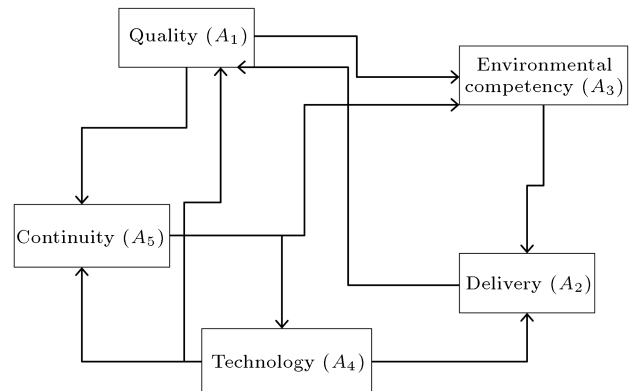 Quality (A₁)
Environmental
competency (A₃)
Continuity (A₅)
Delivery (A₂)
Technology (A₄)